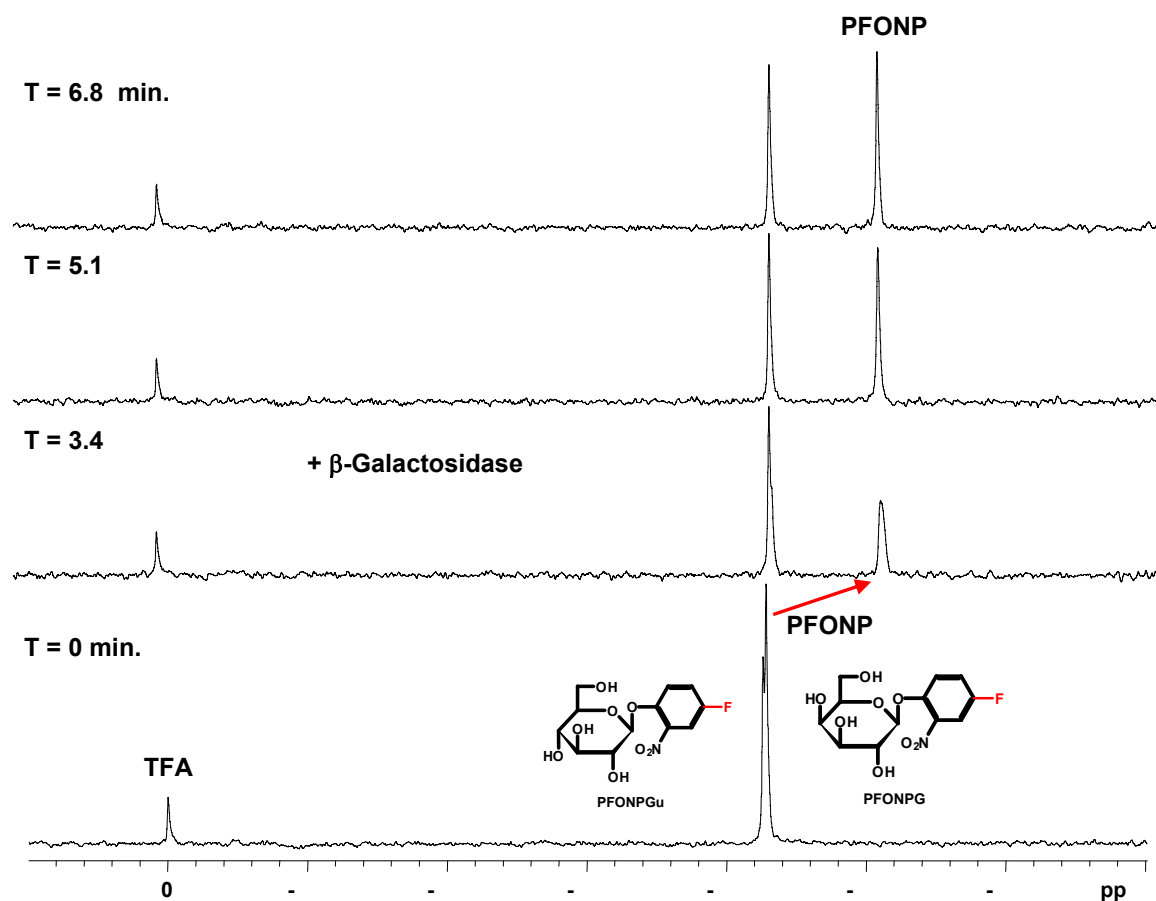 PFONP
T = 6.8 min.
T = 5.1
T = 3.4
+ β-Galactosidase
PFONP
T = 0 min.
OH
O
O
F
OH
HO
O₂N
OH
PFONPGu
OH
HO
O
O
F
OH
O₂N
OH
PFONPG
TFA
0 - - - - - - pp